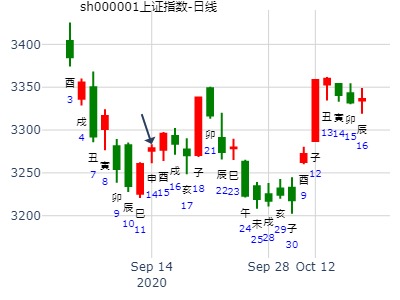 sh000001上证指数-日线
3400
3350
3300
3250
3200
酉
3
戌
4
丑
7
寅
8
卯
9
辰
10
巳
11
申
14
酉
15
戌
16
亥
17
子
18
卯
21
辰
22
巳
23
午
24
未
25
戌
28
亥
29
子
30
酉
9
子
12
丑
13
寅
14
卯
15
辰
16
Sep 14
2020
Sep 28
Oct 12